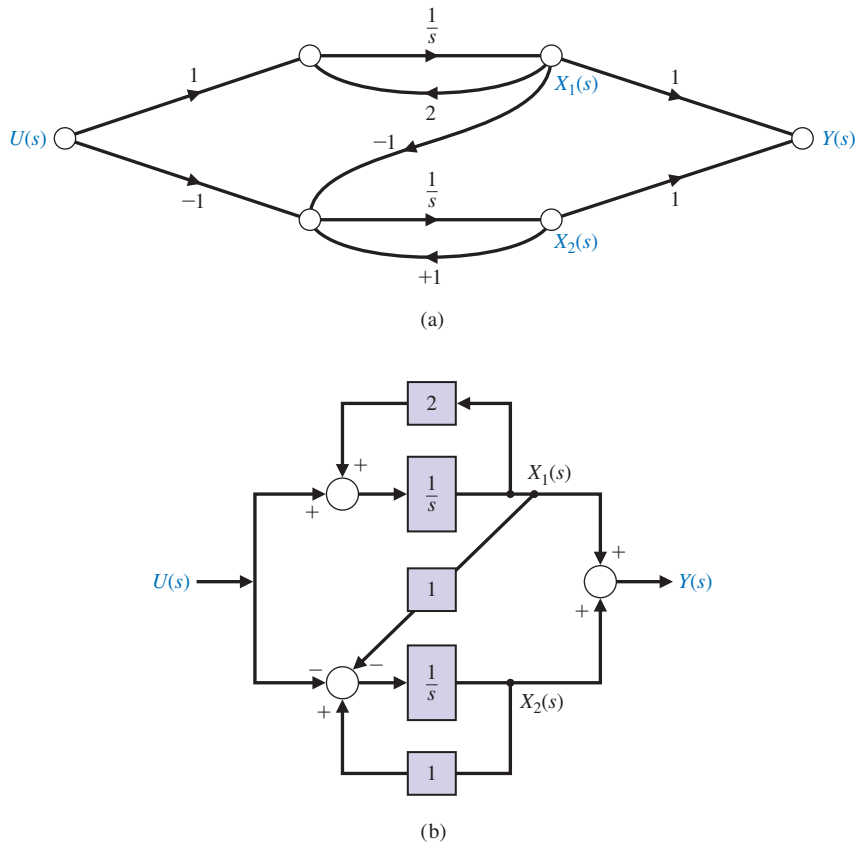 1/s
1
1
X₁(s)
2
U(s)
−1
Y(s)
1/s
−1
1
X₂(s)
+1
(a)
2
+
X₁(s)
1/s
+
+
U(s)
1
+
Y(s)
−
−
1/s
+
X₂(s)
1
(b)